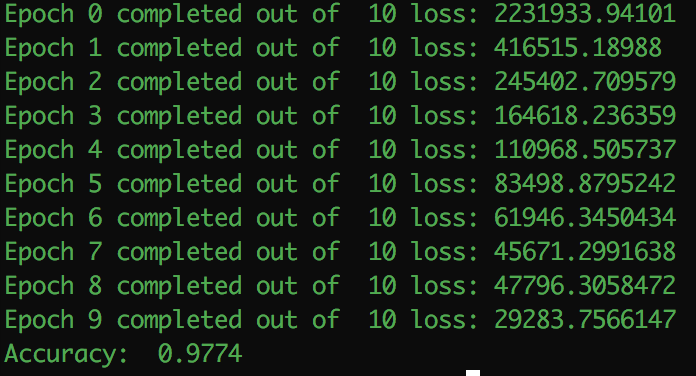 Epoch 0 completed out of  10 loss: 2231933.94101
Epoch 1 completed out of  10 loss: 416515.18988
Epoch 2 completed out of  10 loss: 245402.709579
Epoch 3 completed out of  10 loss: 164618.236359
Epoch 4 completed out of  10 loss: 110968.505737
Epoch 5 completed out of  10 loss: 83498.8795242
Epoch 6 completed out of  10 loss: 61946.3450434
Epoch 7 completed out of  10 loss: 45671.2991638
Epoch 8 completed out of  10 loss: 47796.3058472
Epoch 9 completed out of  10 loss: 29283.7566147
Accuracy:  0.9774